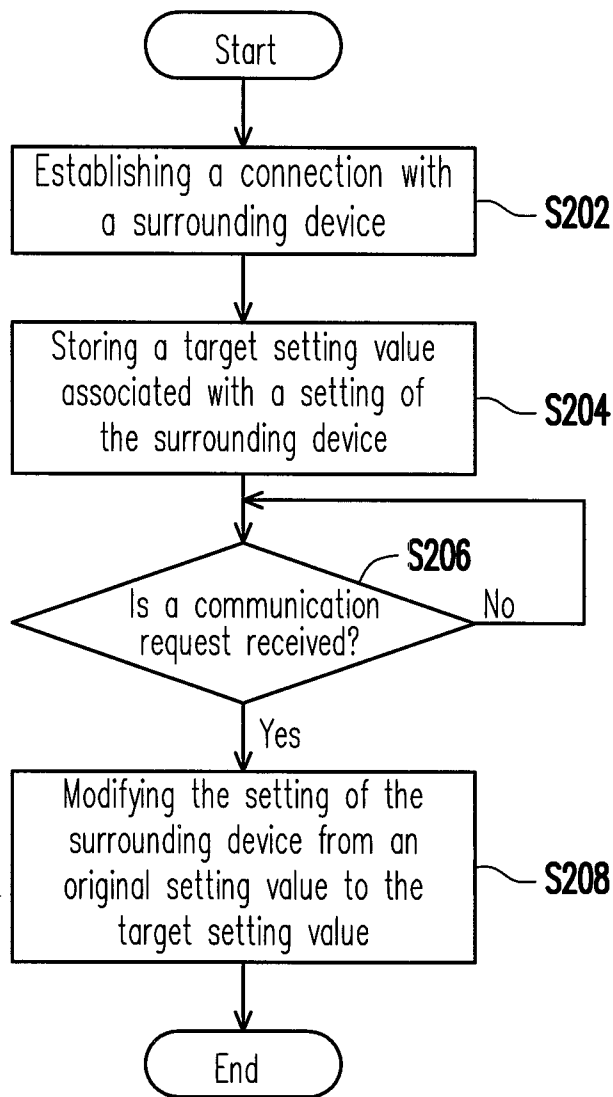 Start
Establishing a connection with
a surrounding device
S202
Storing a target setting value
associated with a setting of
the surrounding device
S204
S206
Is a communication
request received?
No
Yes
Modifying the setting of the
surrounding device from an
original setting value to the
target setting value
S208
End